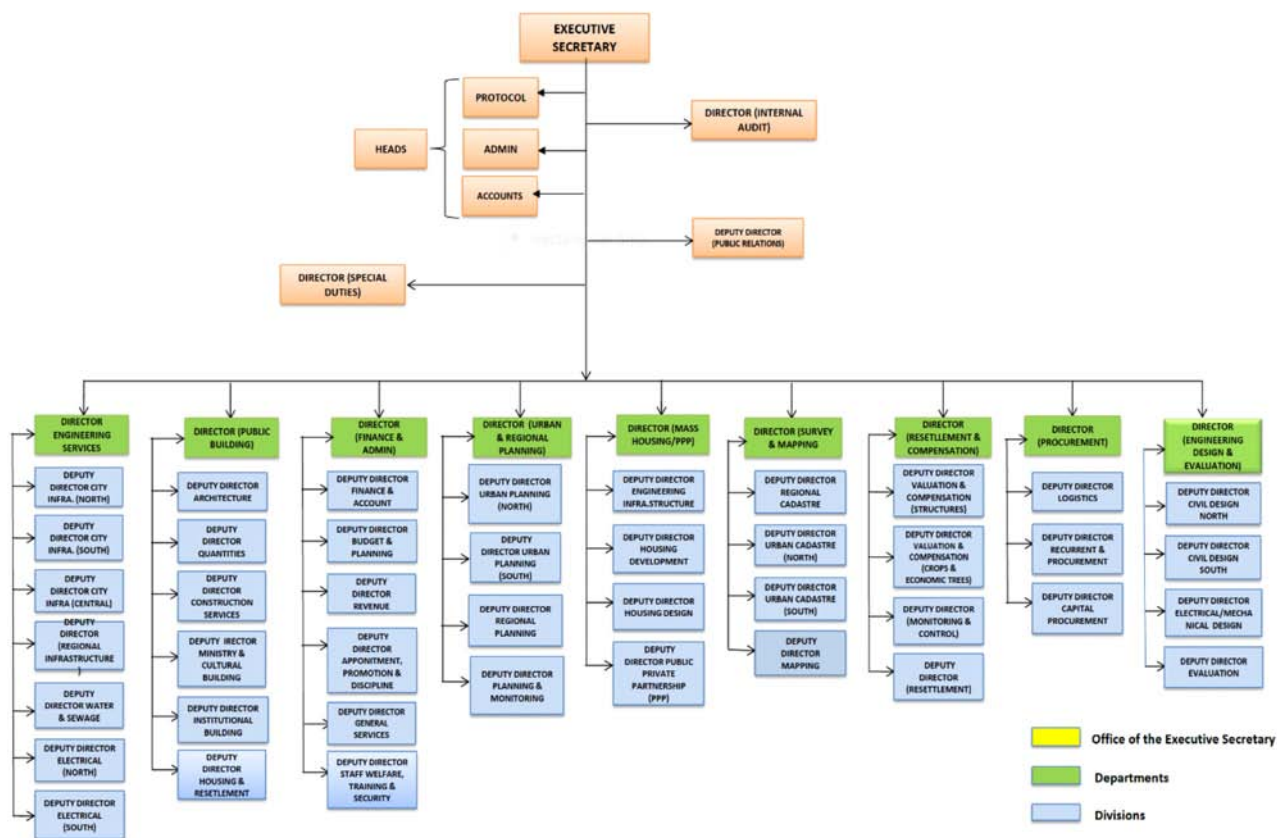 EXECUTIVE
SECRETARY
PROTOCOL
DIRECTOR (INTERNAL
AUDIT)
HEADS
ADMIN
ACCOUNTS
DEPUTY DIRECTOR
(PUBLIC RELATIONS)
DIRECTOR (SPECIAL
DUTIES)
DIRECTOR
ENGINEERING
SERVICES
DEPUTY
DIRECTOR CITY
INFRA. (NORTH)
DEPUTY
DIRECTOR CITY
INFRA. (SOUTH)
DEPUTY
DIRECTOR CITY
INFRA (CENTRAL)
DEPUTY
DIRECTOR
(REGIONAL
INFRASTRUCTURE
)
DEPUTY
DIRECTOR WATER
& SEWAGE
DEPUTY DIRECTOR
ELECTRICAL
(NORTH)
DEPUTY DIRECTOR
ELECTRICAL
(SOUTH)
DIRECTOR (PUBLIC
BUILDING)
DEPUTY DIRECTOR
ARCHITECTURE
DEPUTY
DIRECTOR
QUANTITIES
DEPUTY
DIRECTOR
CONSTRUCTION
SERVICES
DEPUTY IRECTOR
MINISTRY &
CULTURAL
BUILDING
DEPUTY DIRECTOR
INSTITUTIONAL
BUILDING
DEPUTY
DIRECTOR
HOUSING &
RESETLEMENT
DIRECTOR
(FINANCE &
ADMIN)
DEPUTY DIRECTOR
FINANCE &
ACCOUNT
DEPUTY DIRECTOR
BUDGET &
PLANNING
DEPUTY
DIRECTOR
REVENUE
DEPUTY
DIRECTOR
APPONITMENT,
PROMOTION &
DISCIPLINE
DEPUTY DIRECTOR
GENERAL
SERVICES
DEPUTY DIRECTOR
STAFF WELFARE,
TRAINING &
SECURITY
DIRECTOR (URBAN
& REGIONAL
PLANNING)
DEPUTY DIRECTOR
URBAN PLANNING
(NORTH)
DEPUTY
DIRECTOR URBAN
PLANNING
(SOUTH)
DEPUTY DIRECTOR
REGIONAL
PLANNING
DEPUTY DIRECTOR
PLANNING &
MONITORING
DIRECTOR (MASS
HOUSING/PPP)
DEPUTY DIRECTOR
ENGINEERING
INFRA.STRUCTURE
DEPUTY DIRECTOR
HOUSING
DEVELOPMENT
DEPUTY DIRECTOR
HOUSING DESIGN
DEPUTY
DIRECTOR PUBLIC
PRIVATE
PARTNERSHIP
(PPP)
DIRECTOR (SURVEY
& MAPPING)
DEPUTY DIRECTOR
REGIONAL
CADASTRE
DEPUTY DIRECTOR
URBAN CADASTRE
(NORTH)
DEPUTY DIRECTOR
URBAN CADASTRE
(SOUTH)
DEPUTY
DIRECTOR
MAPPING
DIRECTOR
(RESETLLEMENT &
COMPENSATION)
DEPUTY DIRECTOR
VALUATION &
COMPENSATION
(STRUCTURES)
DEPUTY DIRECTOR
VALUATION &
COMPENSATION
(CROPS &
ECONOMIC TREES)
DEPUTY DIRECTOR
(MONITORING &
CONTROL)
DEPUTY
DIRECTOR
(RESETTLEMENT)
DIRECTOR
(PROCUREMENT)
DEPUTY DIRECTOR
LOGISTICS
DEPUTY DIRECTOR
RECURRENT &
PROCUREMENT
DEPUTY DIRECTOR
CAPITAL
PROCUREMENT
DIRECTOR
(ENGINEERING
DESIGN &
EVALUATION)
DEPUTY DIRECTOR
CIVIL DESIGN
NORTH
DEPUTY DIRECTOR
CIVIL DESIGN
SOUTH
DEPUTY DIRECTOR
ELECTRICAL/MECHA
NICAL DESIGN
DEPUTY DIRECTOR
EVALUATION
Office of the Executive Secretary
Departments
Divisions